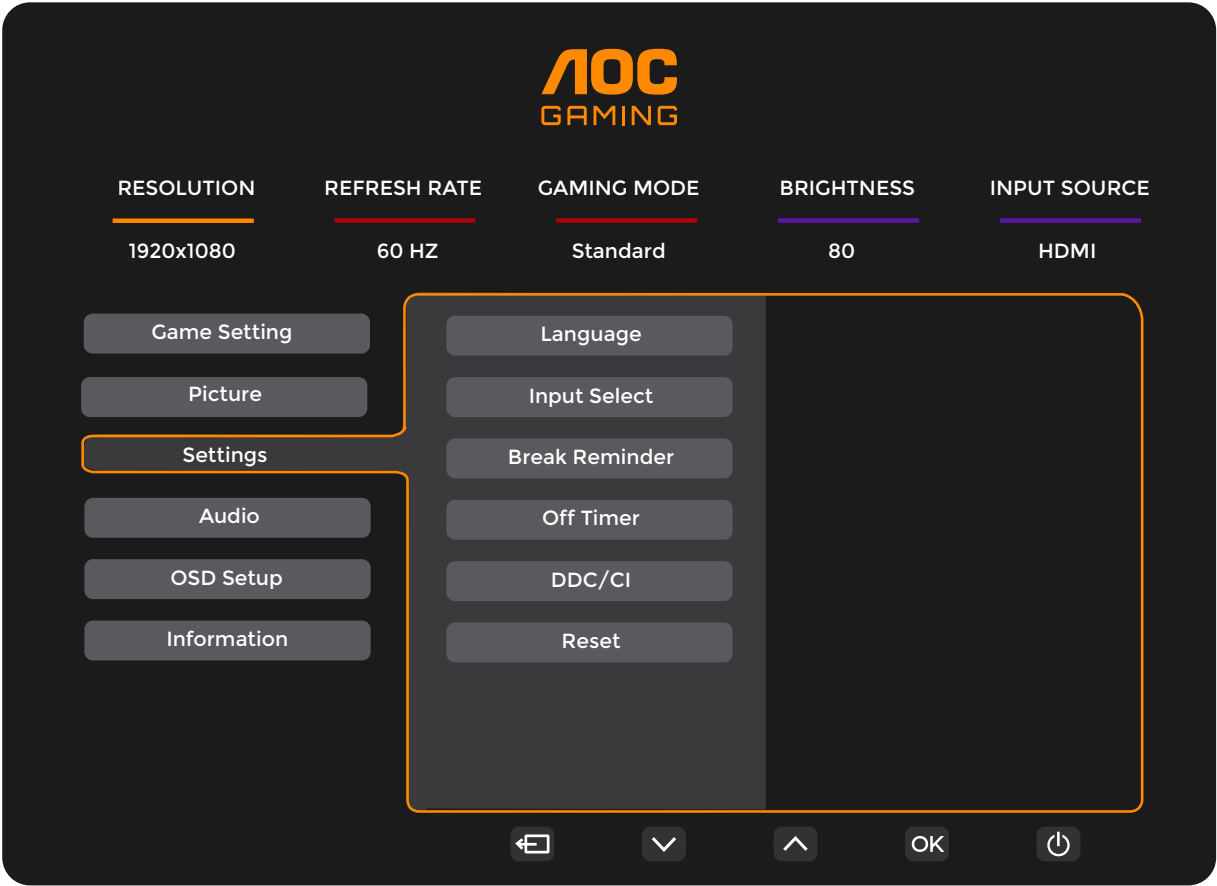 AOC
GAMING
RESOLUTION REFRESH RATE GAMING MODE BRIGHTNESS INPUT SOURCE
1920x1080 60 HZ Standard 80 HDMI
Game Setting
Picture
Settings
Audio
OSD Setup
Information
Language
Input Select
Break Reminder
Off Timer
DDC/CI
Reset
OK